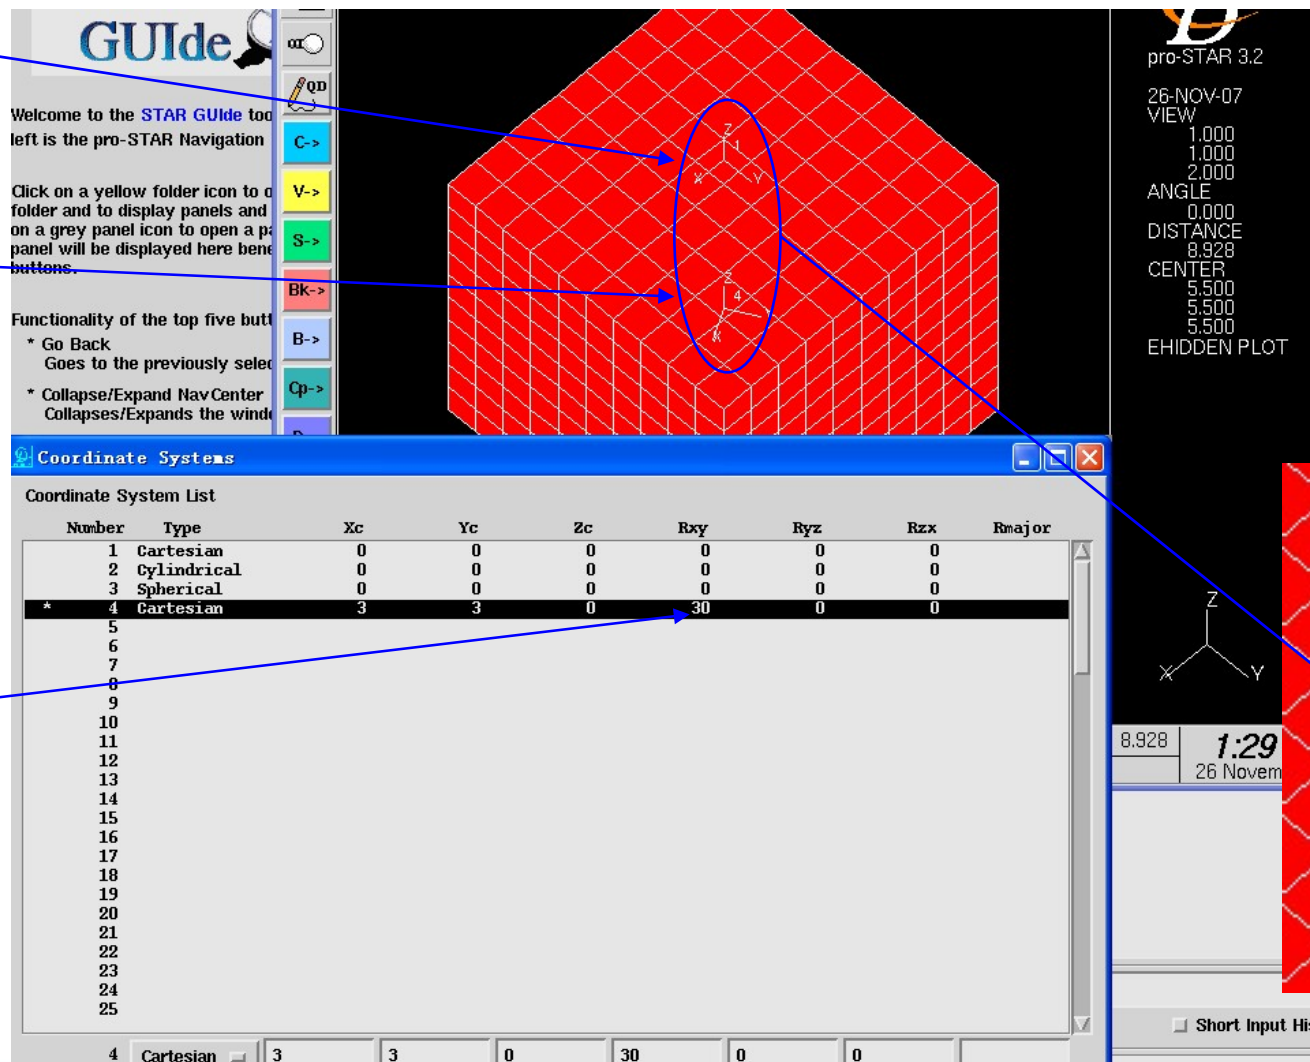 GUIde
Welcome to the STAR GUIde too
left is the pro-STAR Navigation
Click on a yellow folder icon to o
folder and to display panels and
on a grey panel icon to open a pa
panel will be displayed here bene
buttons.
Functionality of the top five butt
* Go Back
Goes to the previously selec
* Collapse/Expand NavCenter
Collapses/Expands the windo
QD
C->
V->
S->
Bk->
B->
Cp->
Z
1
X
Y
Z
4
X
pro-STAR 3.2
26-NOV-07
VIEW
1.000
1.000
2.000
ANGLE
0.000
DISTANCE
8.928
CENTER
5.500
5.500
5.500
EHIDDEN PLOT
Z
X
Y
8.928
1:29
26 Novem
Short Input His
Coordinate Systems
Coordinate System List
Number Type Xc Yc Zc Rxy Ryz Rzx Rmajor
1 Cartesian 0 0 0 0 0 0
2 Cylindrical 0 0 0 0 0 0
3 Spherical 0 0 0 0 0 0
* 4 Cartesian 3 3 0 30 0 0
5
6
7
8
9
10
11
12
13
14
15
16
17
18
19
20
21
22
23
24
25
4 Cartesian 3 3 0 30 0 0